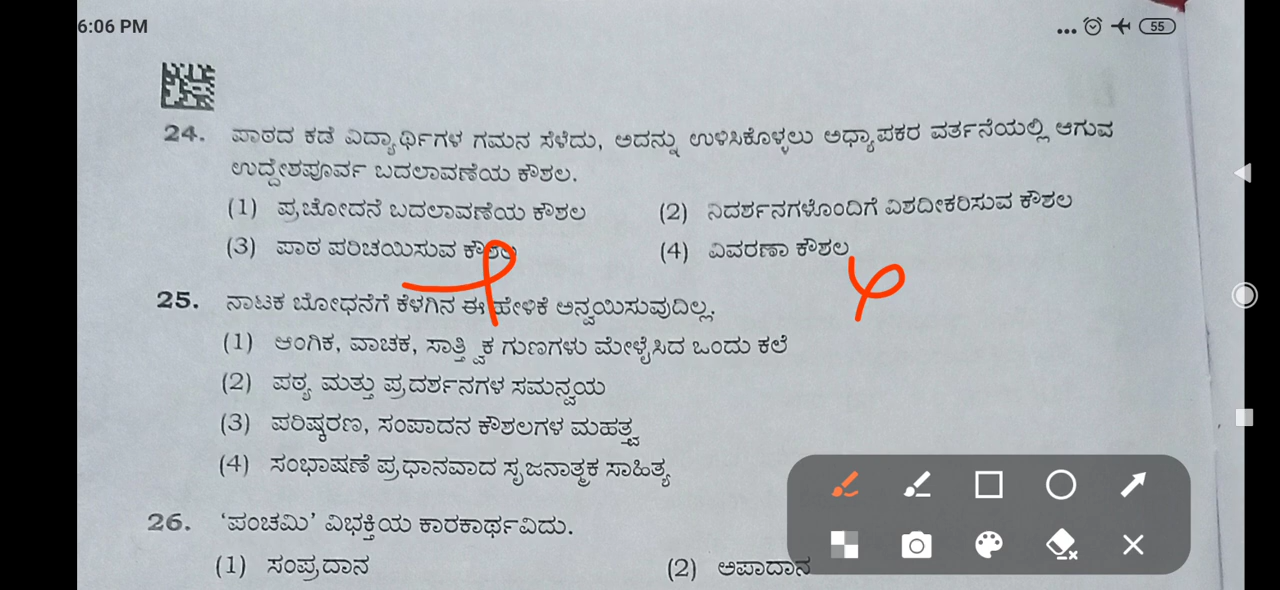 6:06 PM
55
24. ಪಾಠದ ಕಡೆ ವಿದ್ಯಾರ್ಥಿಗಳ ಗಮನ ಸೆಳೆದು, ಅದನ್ನು ಉಳಿಸಿಕೊಳ್ಳಲು ಅಧ್ಯಾಪಕರ ವರ್ತನೆಯಲ್ಲಿ ಆಗುವ
ಉದ್ದೇಶಪೂರ್ವ ಬದಲಾವಣೆಯ ಕೌಶಲ.
(1) ಪ್ರಚೋದನೆ ಬದಲಾವಣೆಯ ಕೌಶಲ (2) ನಿದರ್ಶನಗಳೊಂದಿಗೆ ವಿಶದೀಕರಿಸುವ ಕೌಶಲ
(3) ಪಾಠ ಪರಿಚಯಿಸುವ ಕೌಶಲ (4) ವಿವರಣಾ ಕೌಶಲ
25. ನಾಟಕ ಬೋಧನೆಗೆ ಕೆಳಗಿನ ಈ ಹೇಳಿಕೆ ಅನ್ವಯಿಸುವುದಿಲ್ಲ.
(1) ಆಂಗಿಕ, ವಾಚಕ, ಸಾತ್ತ್ವಿಕ ಗುಣಗಳು ಮೇಳೈಸಿದ ಒಂದು ಕಲೆ
(2) ಪಠ್ಯ ಮತ್ತು ಪ್ರದರ್ಶನಗಳ ಸಮನ್ವಯ
(3) ಪರಿಷ್ಕರಣ, ಸಂಪಾದನ ಕೌಶಲಗಳ ಮಹತ್ತ್ವ
(4) ಸಂಭಾಷಣೆ ಪ್ರಧಾನವಾದ ಸೃಜನಾತ್ಮಕ ಸಾಹಿತ್ಯ
26. ‘ಪಂಚಮಿ’ ವಿಭಕ್ತಿಯ ಕಾರಕಾರ್ಥವಿದು.
(1) ಸಂಪ್ರದಾನ (2) ಅಪಾದಾನ